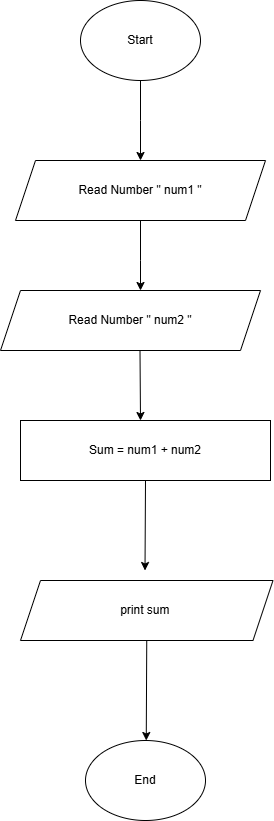 Start
Read Number " num1 "
Read Number " num2 "
Sum = num1 + num2
print sum
End